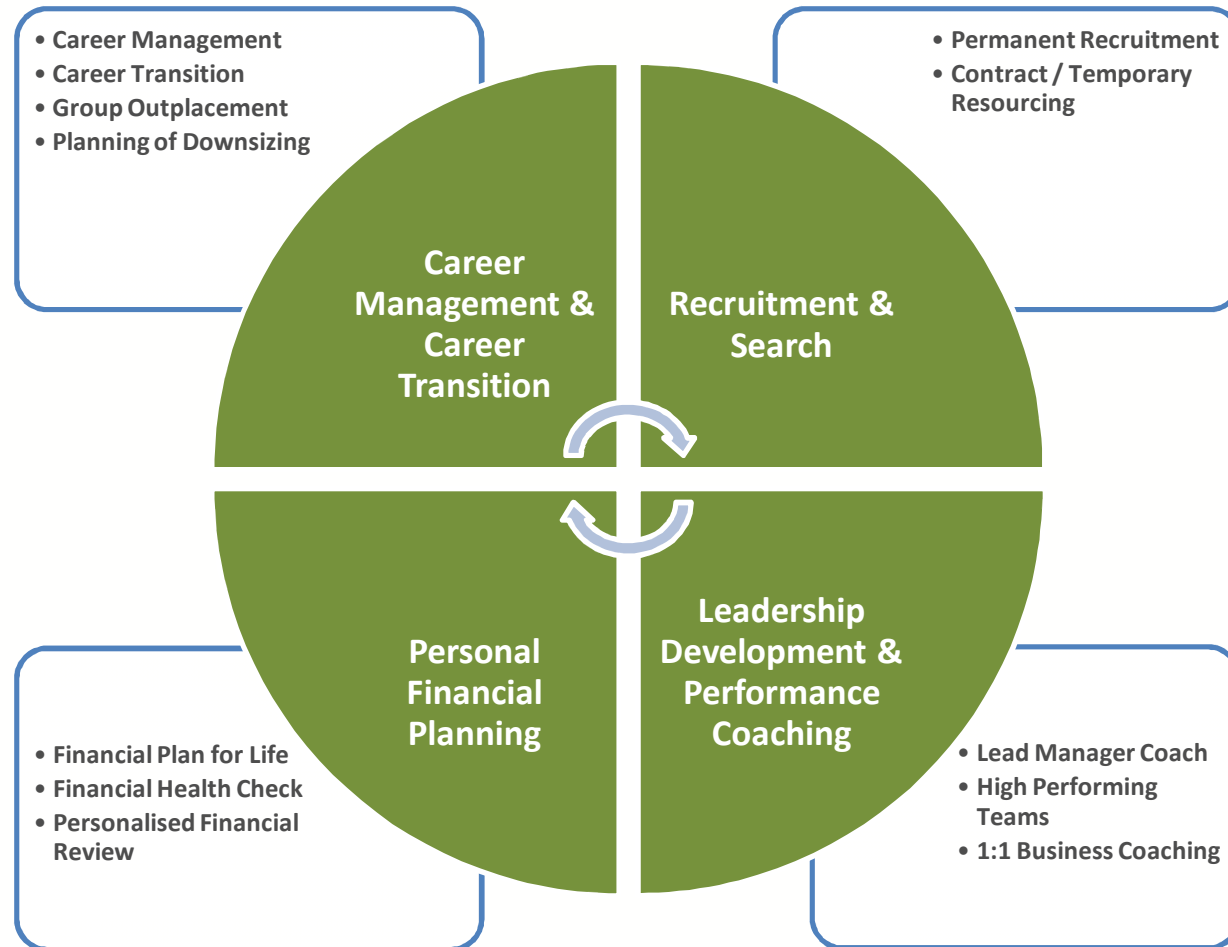 • Career Management
• Career Transition
• Group Outplacement
• Planning of Downsizing
• Permanent Recruitment
• Contract / Temporary
Resourcing
Career
Management &
Career
Transition
Recruitment &
Search
Personal
Financial
Planning
Leadership
Development &
Performance
Coaching
• Financial Plan for Life
• Financial Health Check
• Personalised Financial
Review
• Lead Manager Coach
• High Performing
Teams
• 1:1 Business Coaching